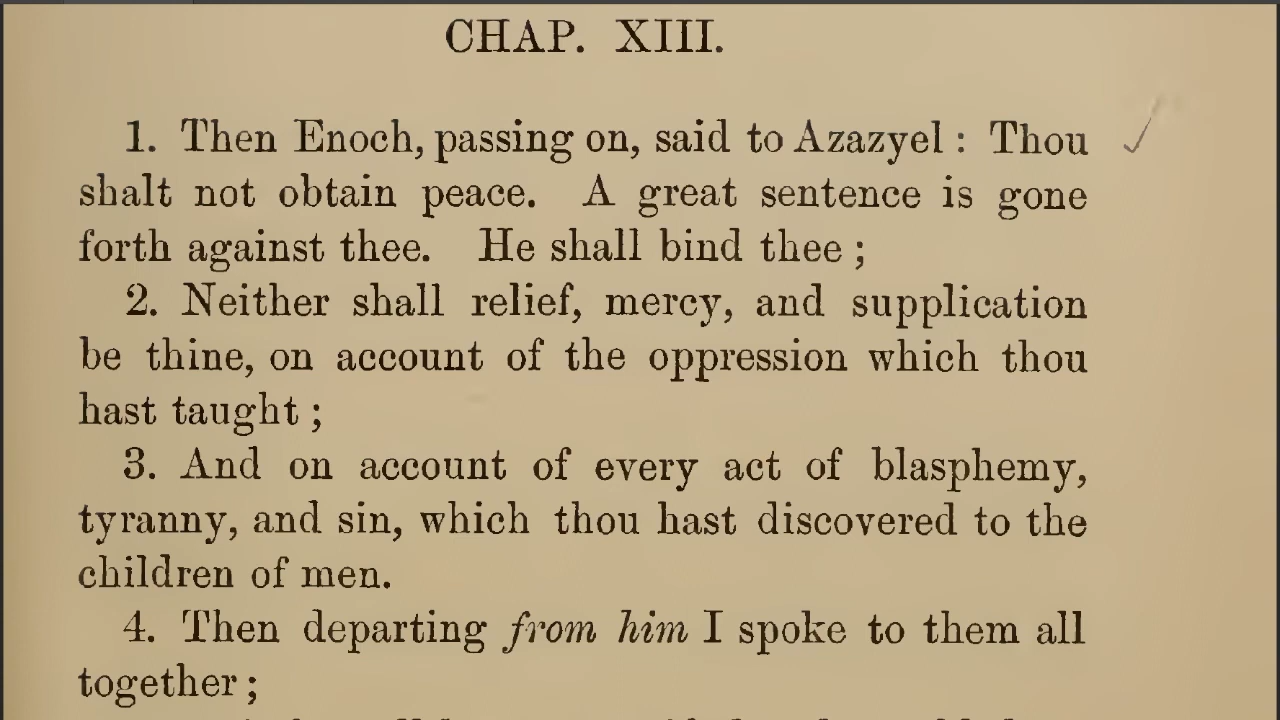 CHAP. XIII.
1. Then Enoch, passing on, said to Azazyel : Thou
shalt not obtain peace. A great sentence is gone
forth against thee. He shall bind thee ;
2. Neither shall relief, mercy, and supplication
be thine, on account of the oppression which thou
hast taught ;
3. And on account of every act of blasphemy,
tyranny, and sin, which thou hast discovered to the
children of men.
4. Then departing from him I spoke to them all
together ;